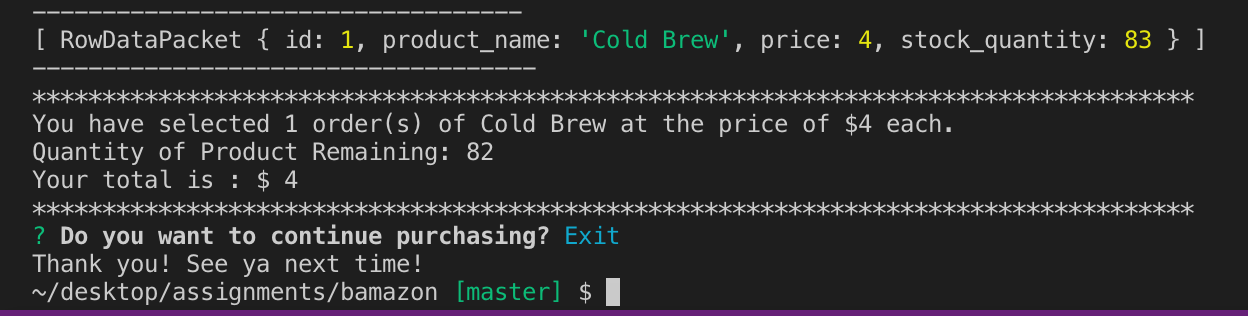 -----------------------------------
[ RowDataPacket { id: 1, product_name: 'Cold Brew', price: 4, stock_quantity: 83 } ]
------------------------------------
***********************************************************************************
You have selected 1 order(s) of Cold Brew at the price of $4 each.
Quantity of Product Remaining: 82
Your total is : $ 4
***********************************************************************************
? Do you want to continue purchasing? Exit
Thank you! See ya next time!
~/desktop/assignments/bamazon [master] $